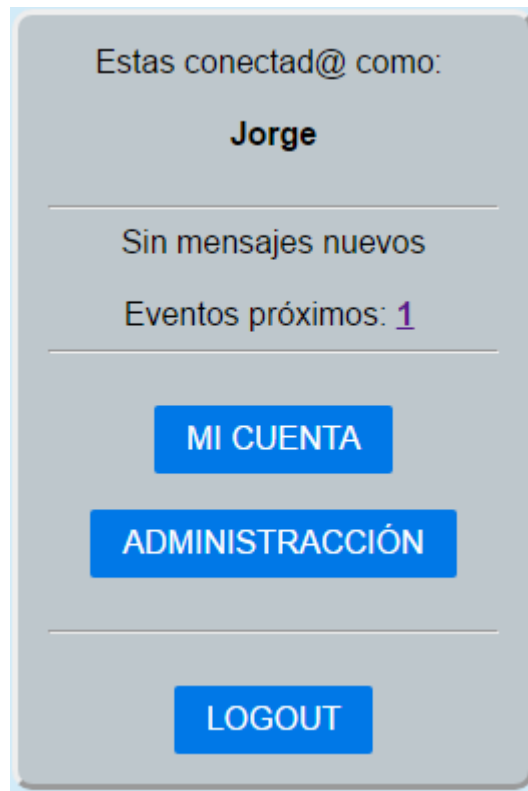 Estas conectad@ como:
Jorge
Sin mensajes nuevos
Eventos próximos: 1
MI CUENTA
ADMINISTRACCIÓN
LOGOUT